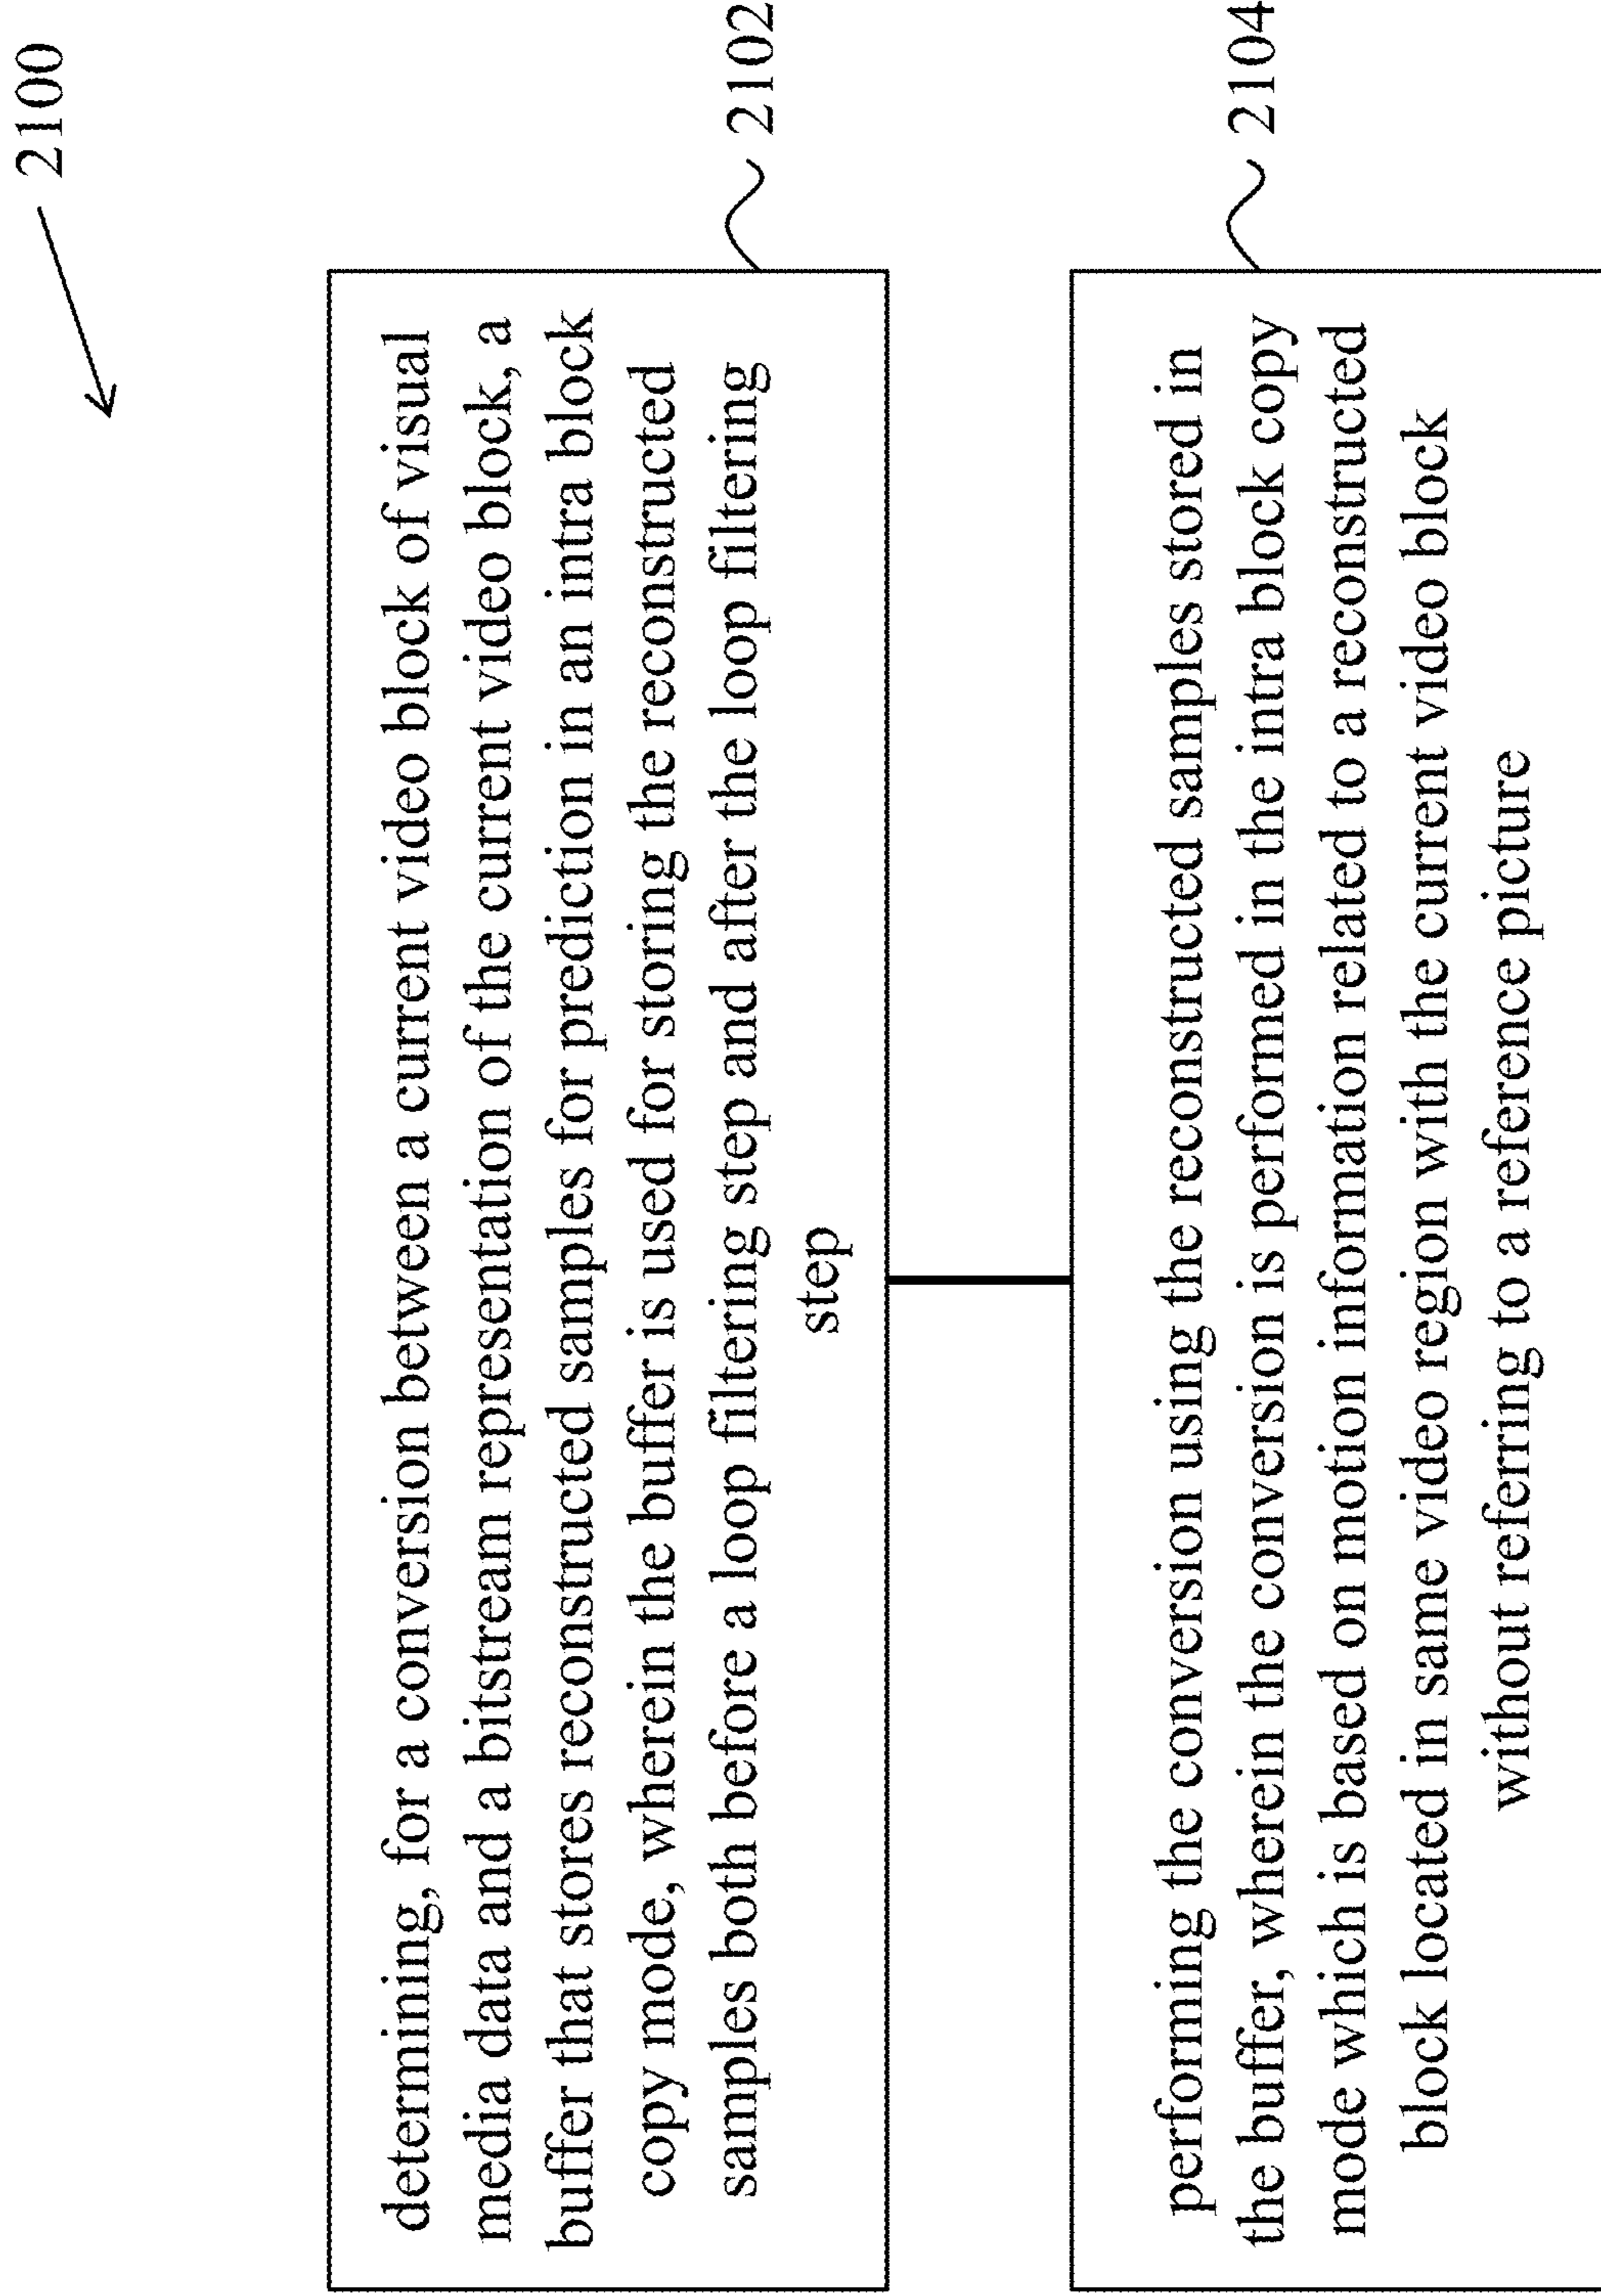 2100
determining, for a conversion between a current video block of visual
media data and a bitstream representation of the current video block, a
buffer that stores reconstructed samples for prediction in an intra block
copy mode, wherein the buffer is used for storing the reconstructed
samples both before a loop filtering step and after the loop filtering
step
2102
performing the conversion using the reconstructed samples stored in
the buffer, wherein the conversion is performed in the intra block copy
mode which is based on motion information related to a reconstructed
block located in same video region with the current video block
without referring to a reference picture
2104